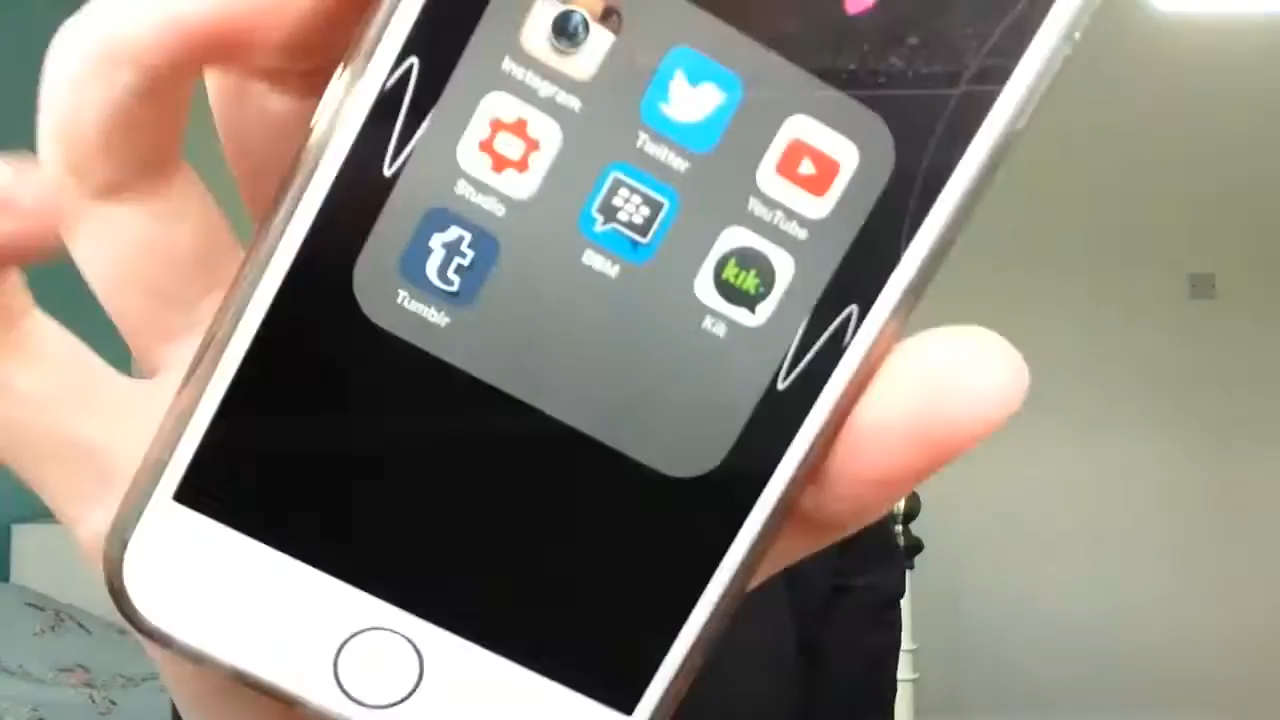 Instagram
Twitter
YouTube
Studio
BBM
kik.
Kik
t
Tumblr